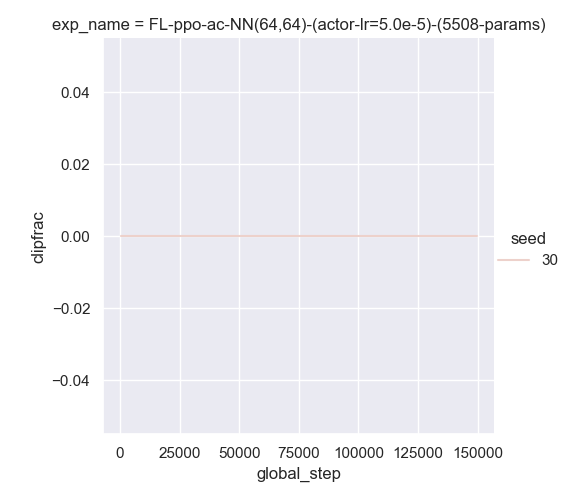 exp_name = FL-ppo-ac-NN(64,64)-(actor-lr=5.0e-5)-(5508-params)
0.04
0.02
0.00
−0.02
−0.04
clipfrac
seed
30
0 25000 50000 75000 100000 125000 150000
global_step